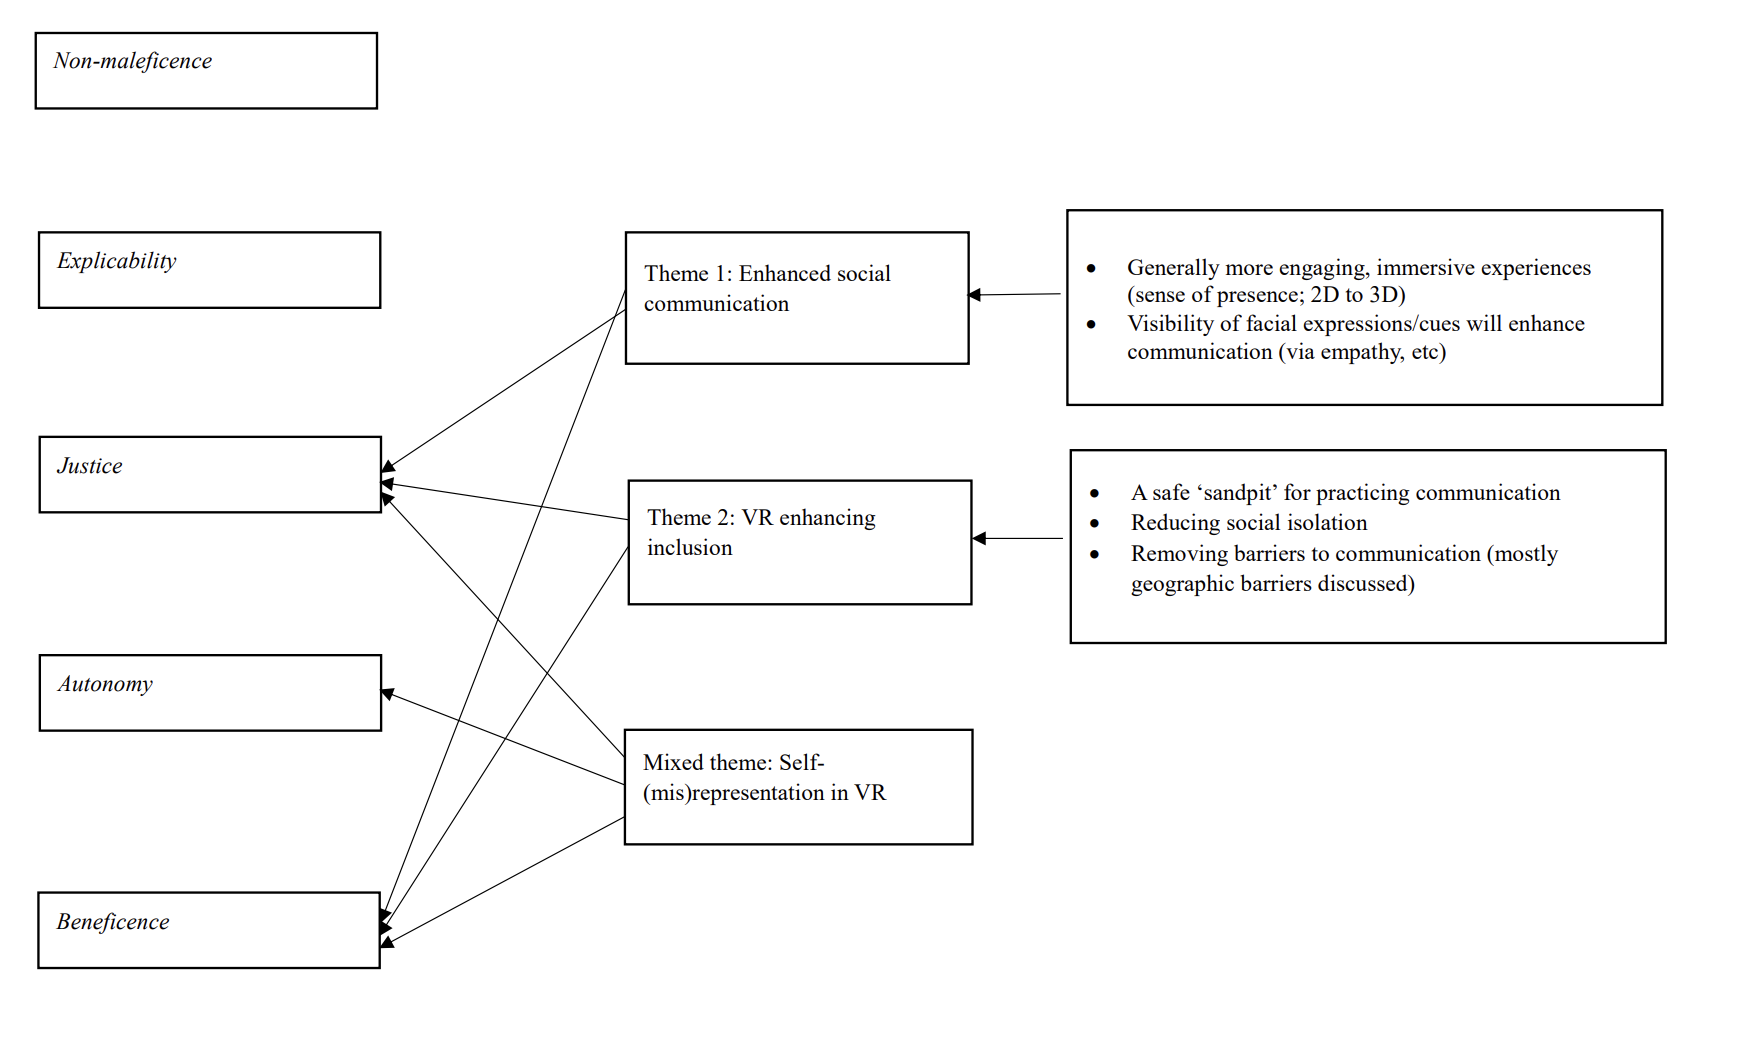 Non-maleficence
Explicability
Justice
Autonomy
Beneficence
Theme 1: Enhanced social
communication
Theme 2: VR enhancing
inclusion
Mixed theme: Self-
(mis)representation in VR
• Generally more engaging, immersive experiences
(sense of presence; 2D to 3D)
• Visibility of facial expressions/cues will enhance
communication (via empathy, etc)
• A safe ‘sandpit’ for practicing communication
• Reducing social isolation
• Removing barriers to communication (mostly
geographic barriers discussed)